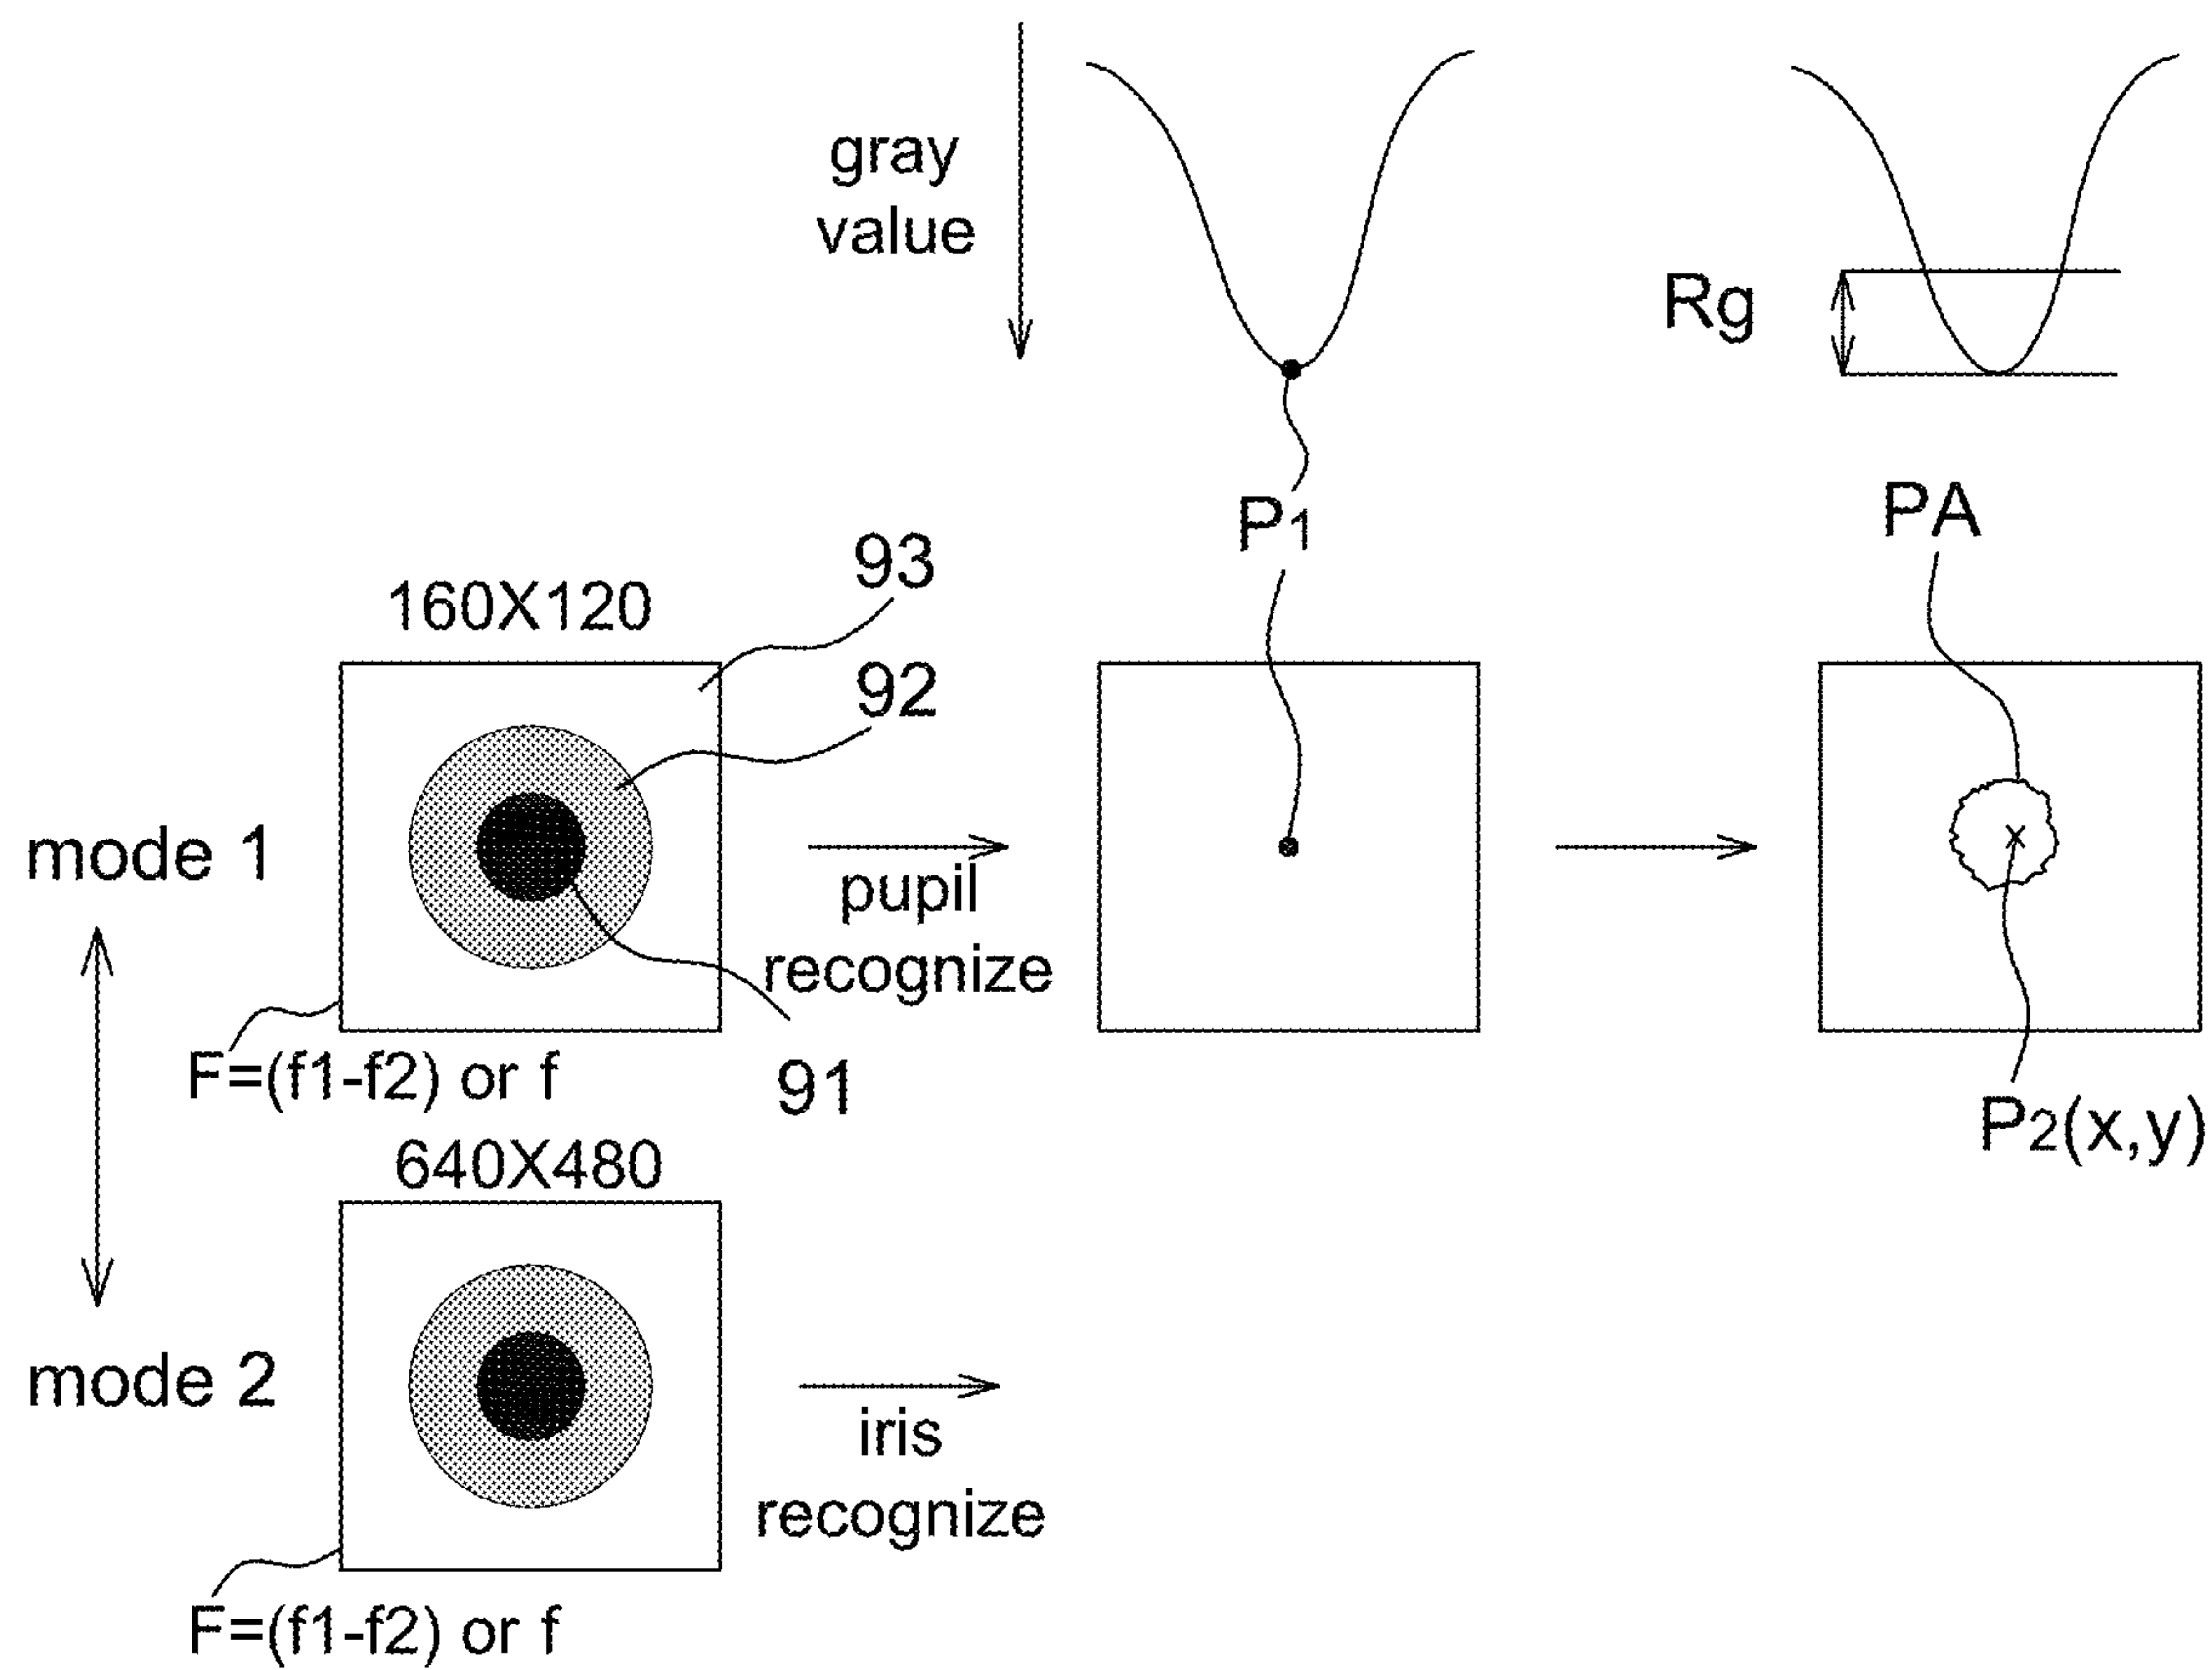 gray
value
Rg
P1
PA
93
160X120
92
mode 1
pupil
recognize
F=(f1-f2) or f
91
P2(x,y)
640X480
mode 2
iris
recognize
F=(f1-f2) or f